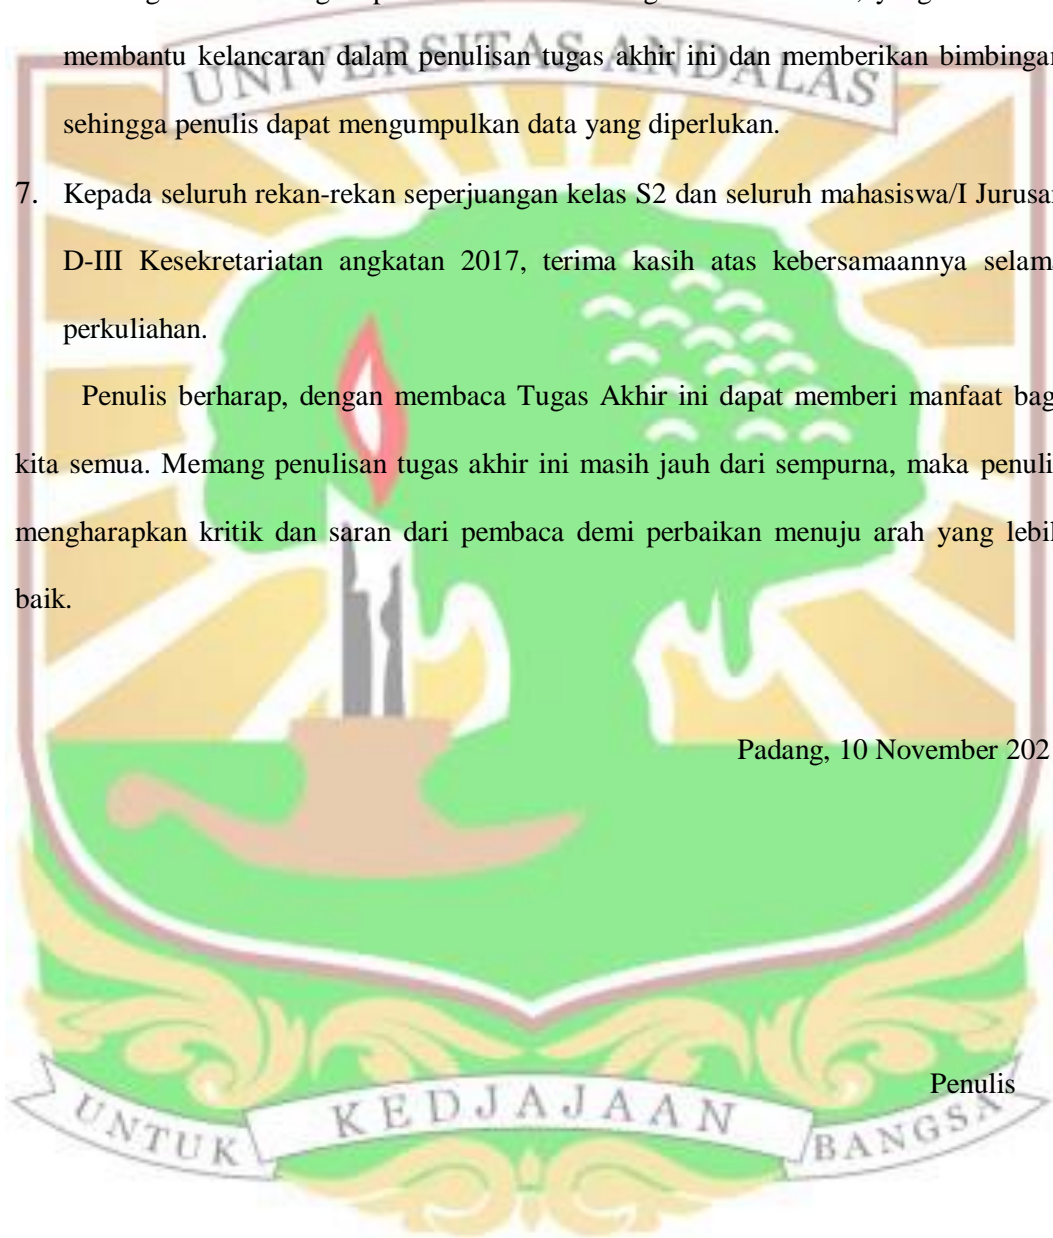 UNIVERSITAS ANDALAS
membantu kelancaran dalam penulisan tugas akhir ini dan memberikan bimbingan
sehingga penulis dapat mengumpulkan data yang diperlukan.
7. Kepada seluruh rekan-rekan seperjuangan kelas S2 dan seluruh mahasiswa/I Jurusa
D-III Kesekretariatan angkatan 2017, terima kasih atas kebersamaannya selam
perkuliahan.
Penulis berharap, dengan membaca Tugas Akhir ini dapat memberi manfaat bag
kita semua. Memang penulisan tugas akhir ini masih jauh dari sempurna, maka penuli
mengharapkan kritik dan saran dari pembaca demi perbaikan menuju arah yang lebih
baik.
Padang, 10 November 202
Penulis
UNTUK KEDJAJAAN BANGSA